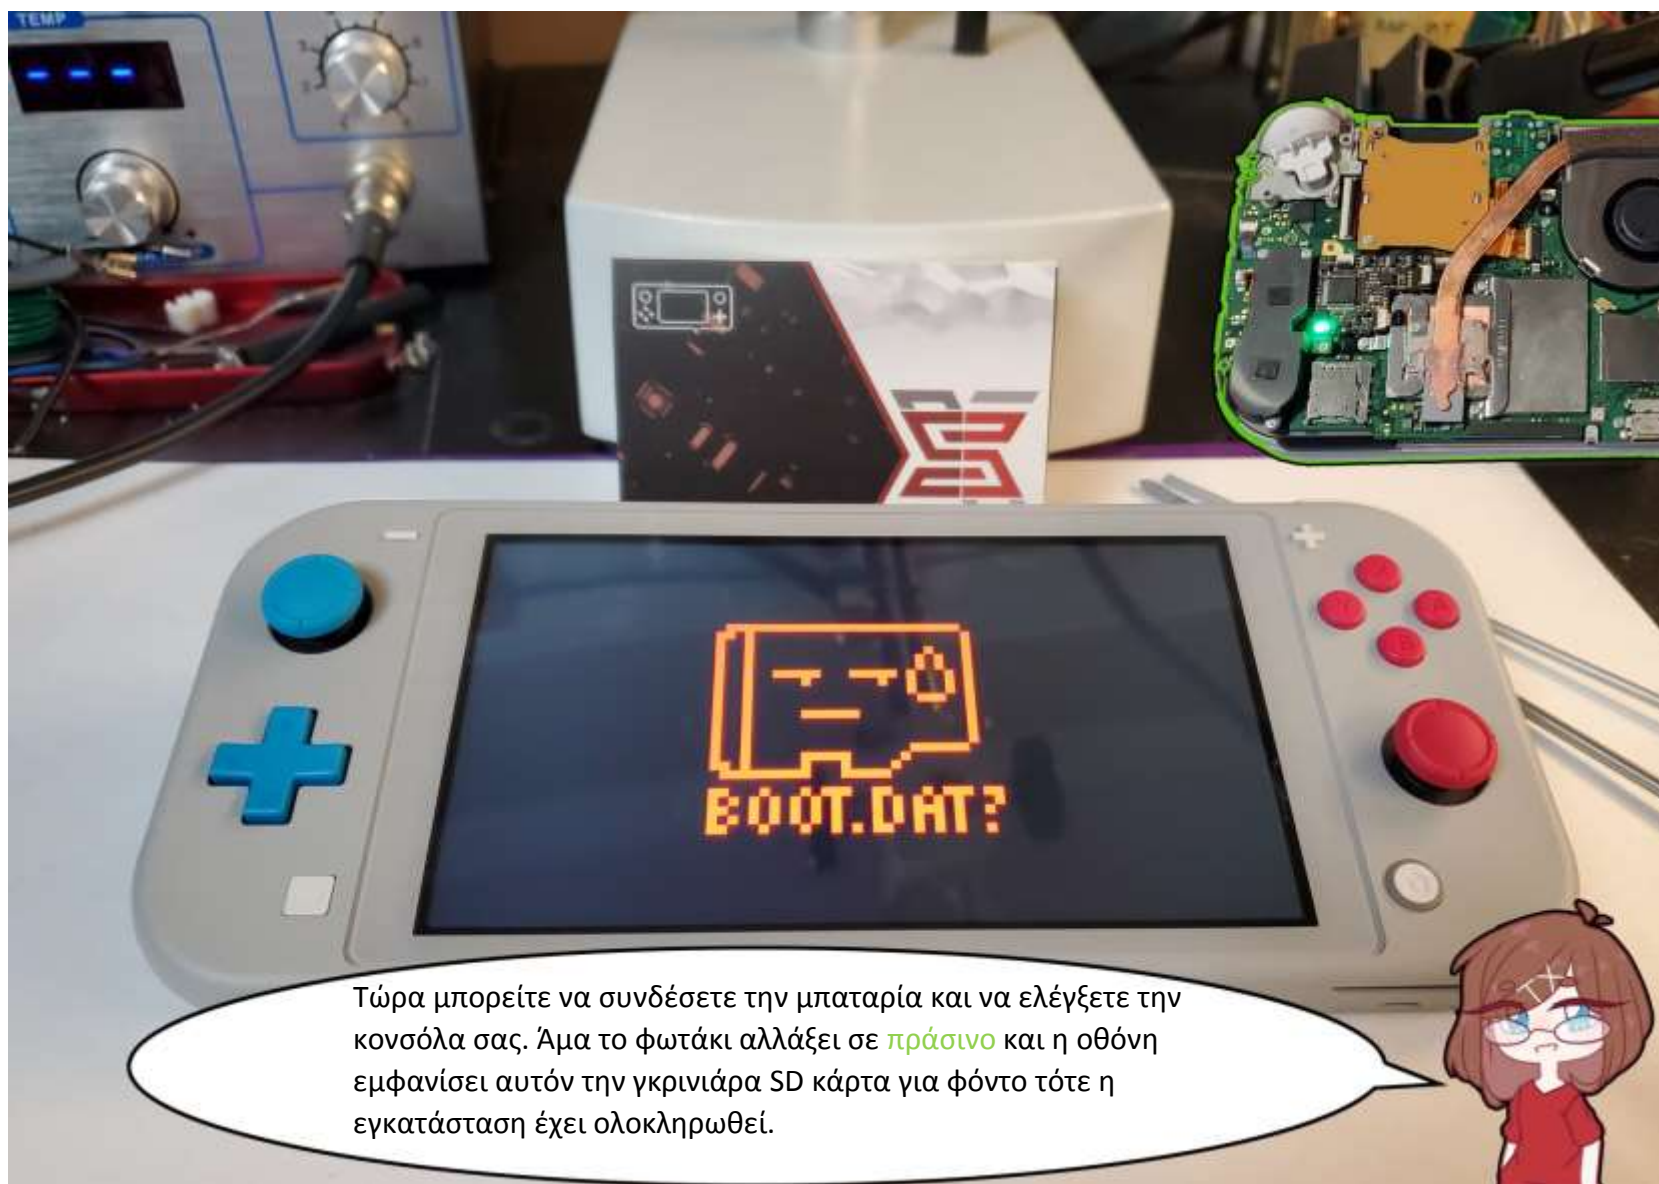 TEMP
BOOT.DAT?
Τώρα μπορείτε να συνδέσετε την μπαταρία και να ελέγξετε την
κονσόλα σας. Άμα το φωτάκι αλλάξει σε πράσινο και η οθόνη
εμφανίσει αυτόν την γκρινιάρα SD κάρτα για φόντο τότε η
εγκατάσταση έχει ολοκληρωθεί.